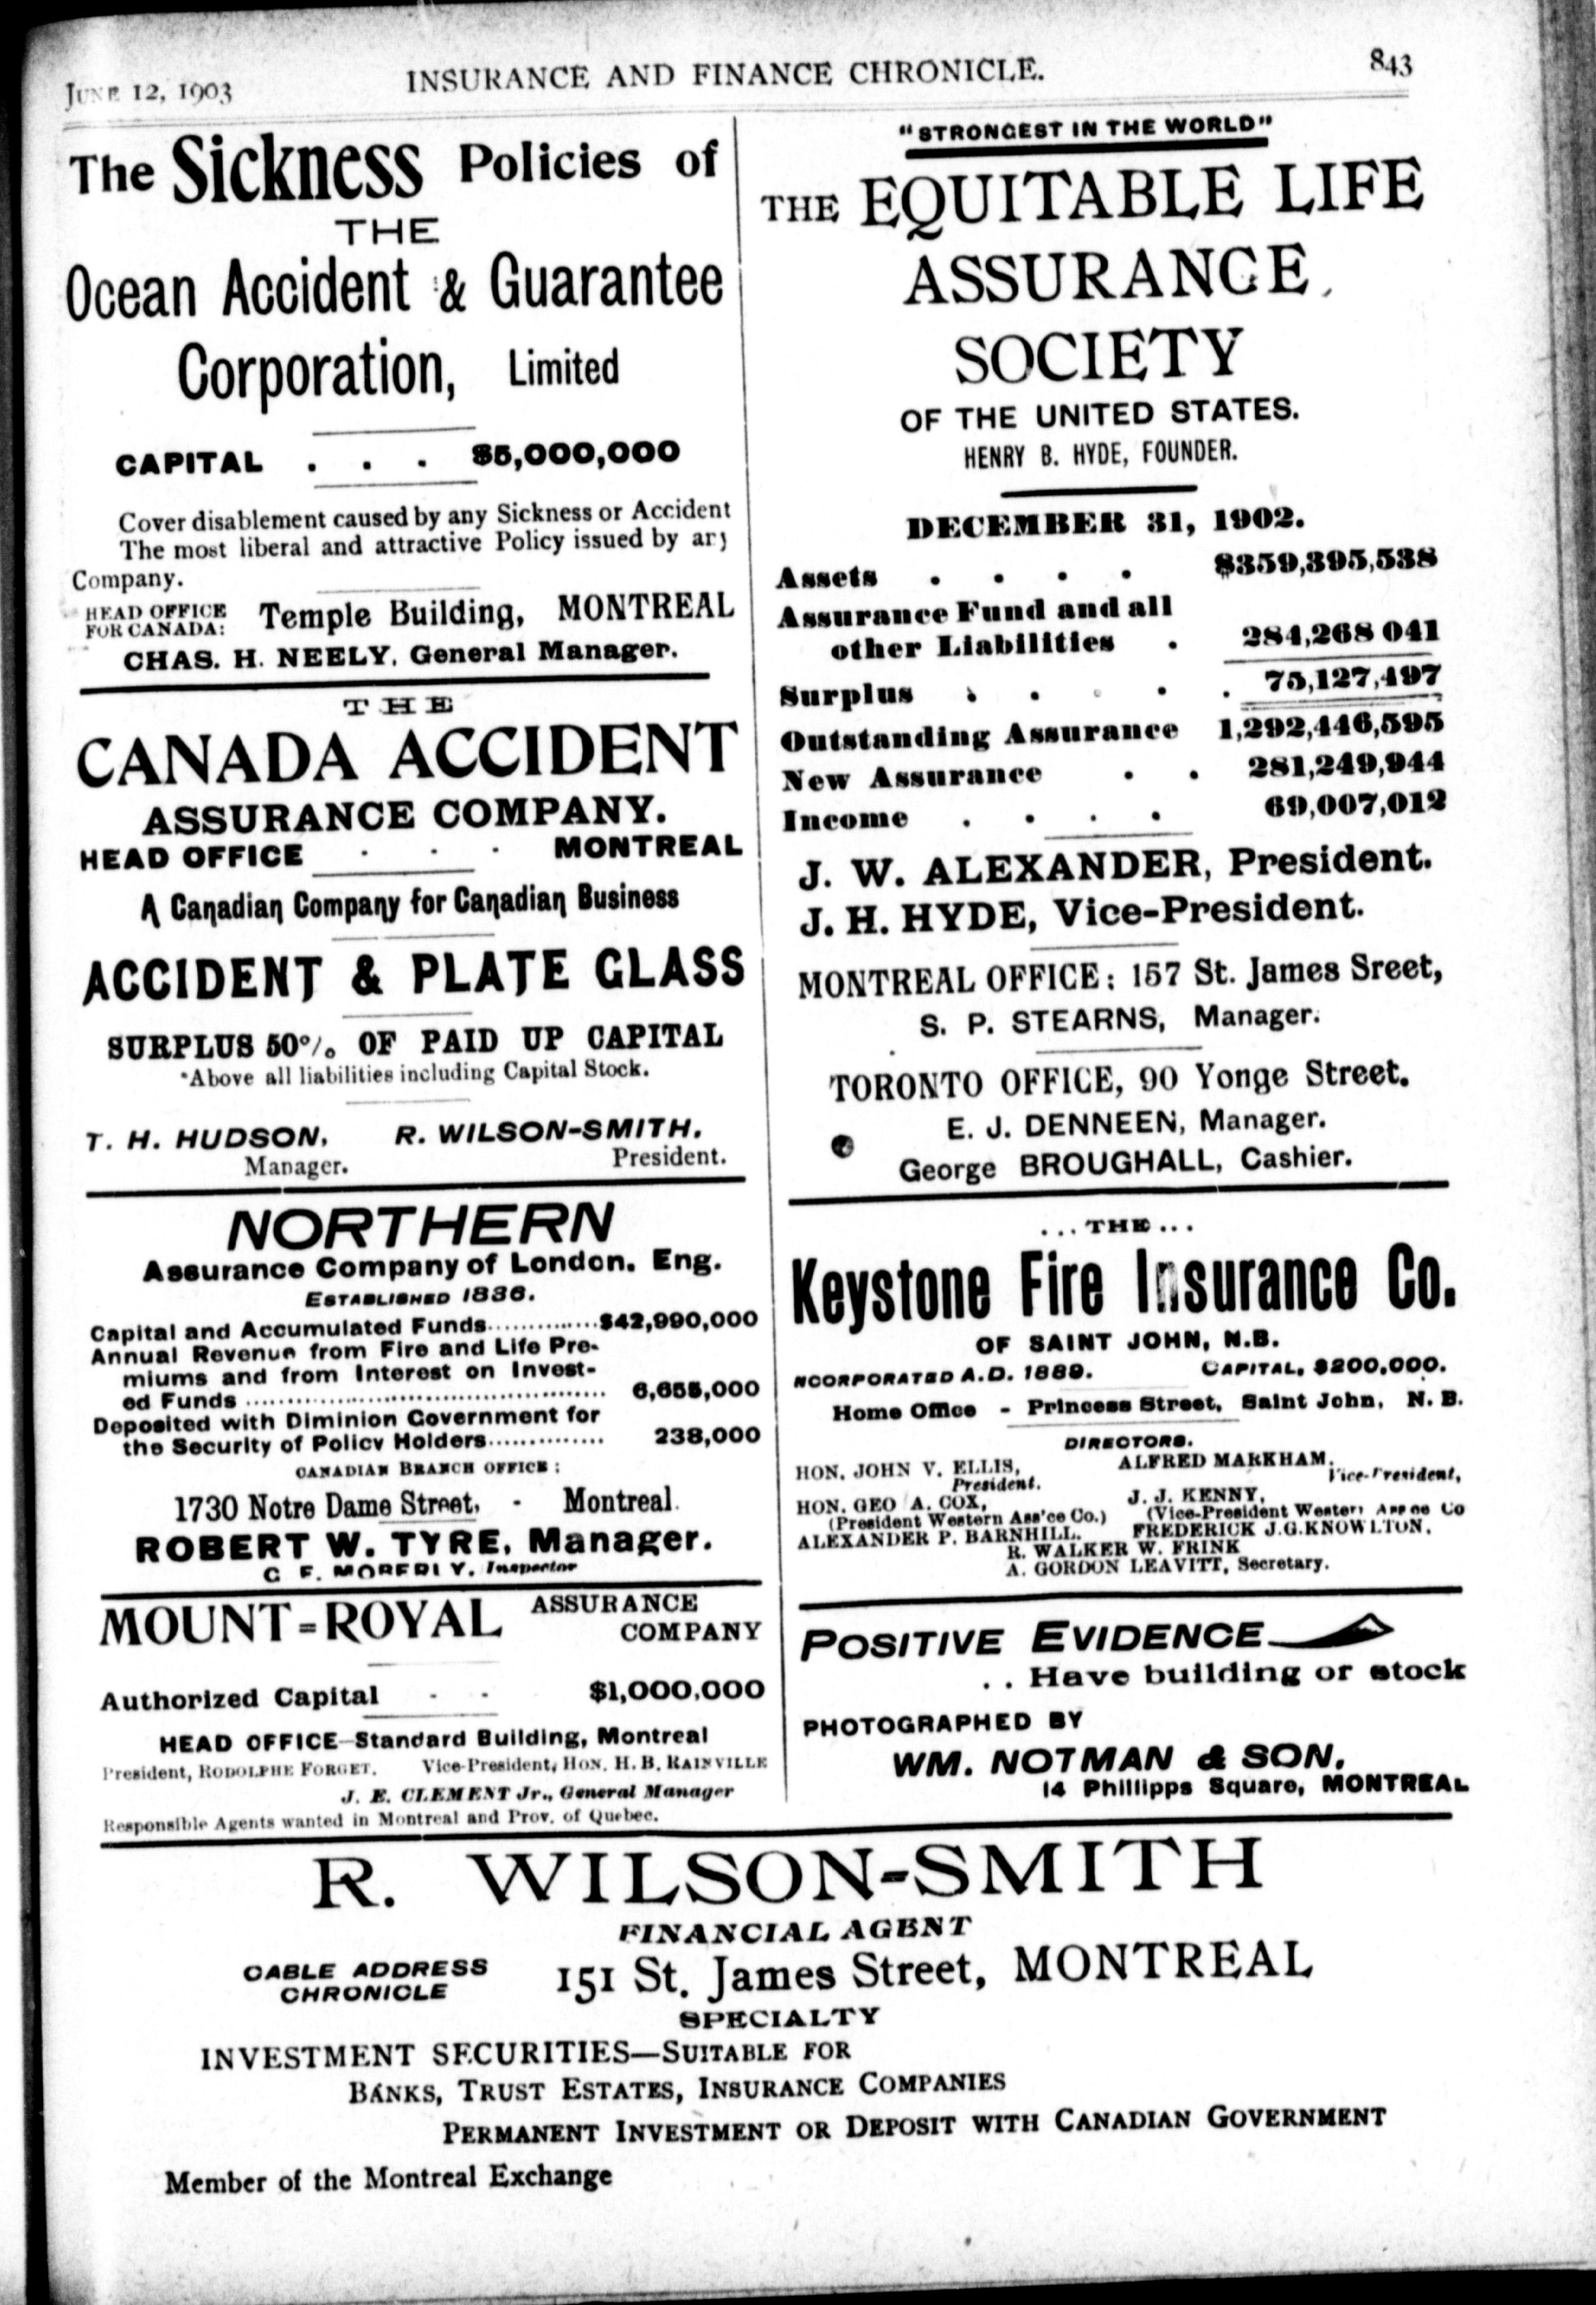 JUNE 12, 1903 INSURANCE AND FINANCE CHRONICLE. 843
The Sickness Policies of
THE
Ocean Accident & Guarantee
Corporation, Limited
CAPITAL . . . $5,000,000
Cover disablement caused by any Sickness or Accident
The most liberal and attractive Policy issued by any
Company.
HEAD OFFICE
FOR CANADA: Temple Building, MONTREAL
CHAS. H. NEELY, General Manager.
THE
CANADA ACCIDENT
ASSURANCE COMPANY.
HEAD OFFICE . . . MONTREAL
A Canadian Company for Canadian Business
ACCIDENT & PLATE GLASS
SURPLUS 50% OF PAID UP CAPITAL
*Above all liabilities including Capital Stock.
T. H. HUDSON, R. WILSON-SMITH.
Manager. President.
NORTHERN
Assurance Company of London. Eng.
ESTABLISHED 1836.
Capital and Accumulated Funds............$42,990,000
Annual Revenue from Fire and Life Pre-
miums and from Interest on Invest-
ed Funds ........................................ 6,655,000
Deposited with Diminion Government for
the Security of Policy Holders............... 238,000
CANADIAN BRANCH OFFICE :
1730 Notre Dame Street, - Montreal.
ROBERT W. TYRE, Manager.
C. F. MOBERLY, Inspector
MOUNT=ROYAL ASSURANCE
COMPANY
Authorized Capital - - $1,000,000
HEAD OFFICE—Standard Building, Montreal
President, RODOLPHE FORGET. Vice-President, HON. H. B. RAINVILLE
J. E. CLEMENT Jr., General Manager
Responsible Agents wanted in Montreal and Prov. of Quebec.
"STRONGEST IN THE WORLD"
THE EQUITABLE LIFE
ASSURANCE
SOCIETY
OF THE UNITED STATES.
HENRY B. HYDE, FOUNDER.
DECEMBER 31, 1902.
Assets . . . . $359,395,538
Assurance Fund and all
other Liabilities . 284,268 041
Surplus . . . . . 75,127,497
Outstanding Assurance 1,292,446,595
New Assurance . . 281,249,944
Income . . . . 69,007,012
J. W. ALEXANDER, President.
J. H. HYDE, Vice-President.
MONTREAL OFFICE: 157 St. James Sreet,
S. P. STEARNS, Manager.
TORONTO OFFICE, 90 Yonge Street.
E. J. DENNEEN, Manager.
George BROUGHALL, Cashier.
...THE...
Keystone Fire Insurance Co.
OF SAINT JOHN, N.B.
NCORPORATED A.D. 1889. CAPITAL, $200,000.
Home Office - Princess Street, Saint John, N. B.
DIRECTORS.
HON. JOHN V. ELLIS, ALFRED MARKHAM,
President. Vice-President,
HON. GEO A. COX, J. J. KENNY,
(President Western Ass'ce Co.) (Vice-President Western Co
ALEXANDER P. BARNHILL. FREDERICK J.G.KNOWLTON,
R. WALKER W. FRINK
A. GORDON LEAVITT, Secretary.
POSITIVE EVIDENCE
. . Have building or stock
PHOTOGRAPHED BY
WM. NOTMAN & SON,
14 Phillipps Square, MONTREAL
R. WILSON-SMITH
FINANCIAL AGENT
CABLE ADDRESS
CHRONICLE 151 St. James Street, MONTREAL
SPECIALTY
INVESTMENT SECURITIES—SUITABLE FOR
BANKS, TRUST ESTATES, INSURANCE COMPANIES
PERMANENT INVESTMENT OR DEPOSIT WITH CANADIAN GOVERNMENT
Member of the Montreal Exchange